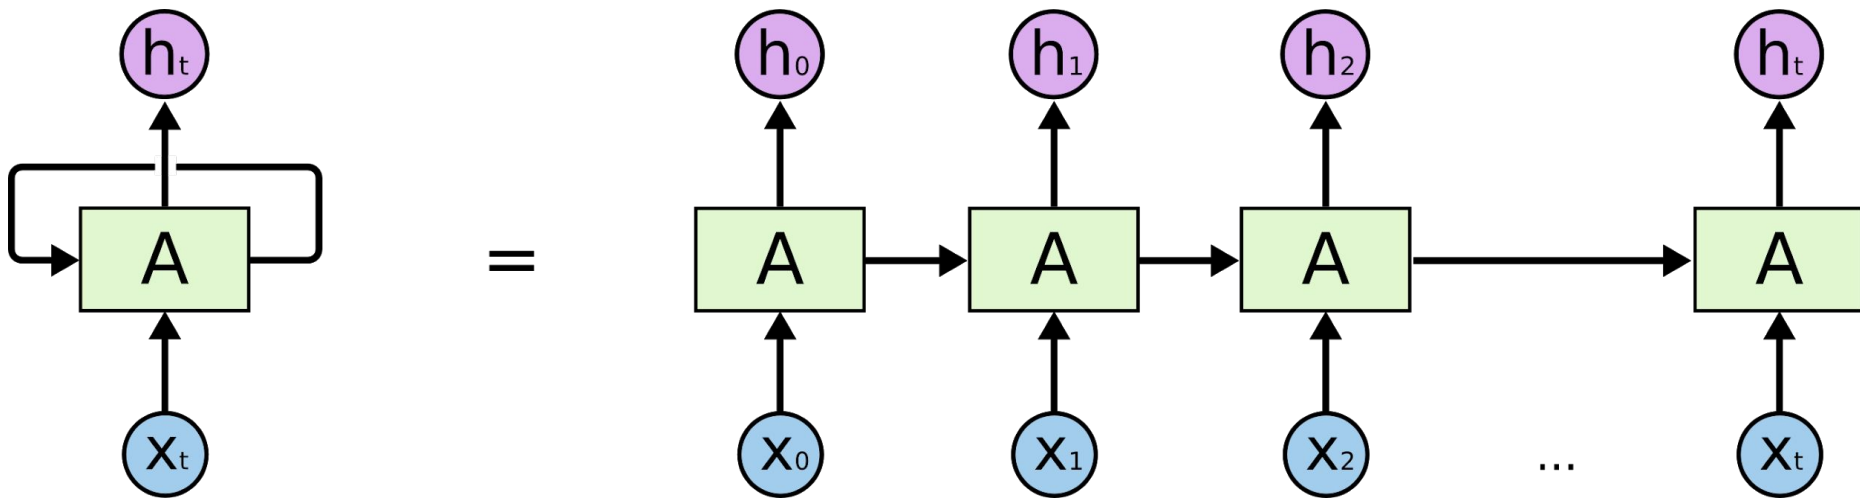 hₜ h₀ h₁ h₂ hₜ
A = A A A A
xₜ x₀ x₁ x₂ ... xₜ